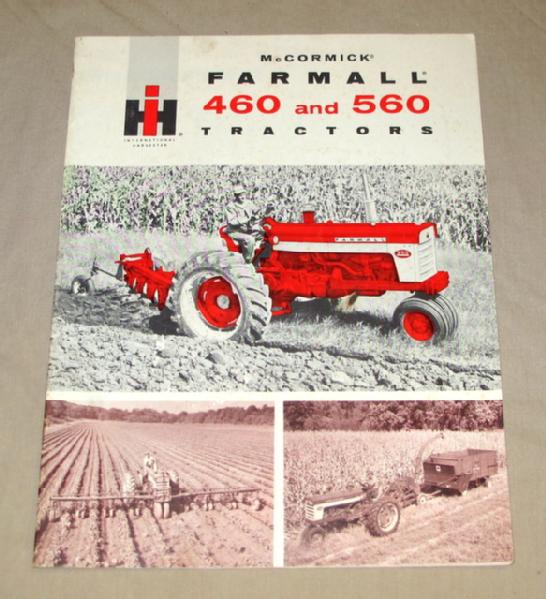 McCORMICK®
FARMALL®
460 and 560
TRACTORS
IH®
INTERNATIONAL
HARVESTER
FARMALL